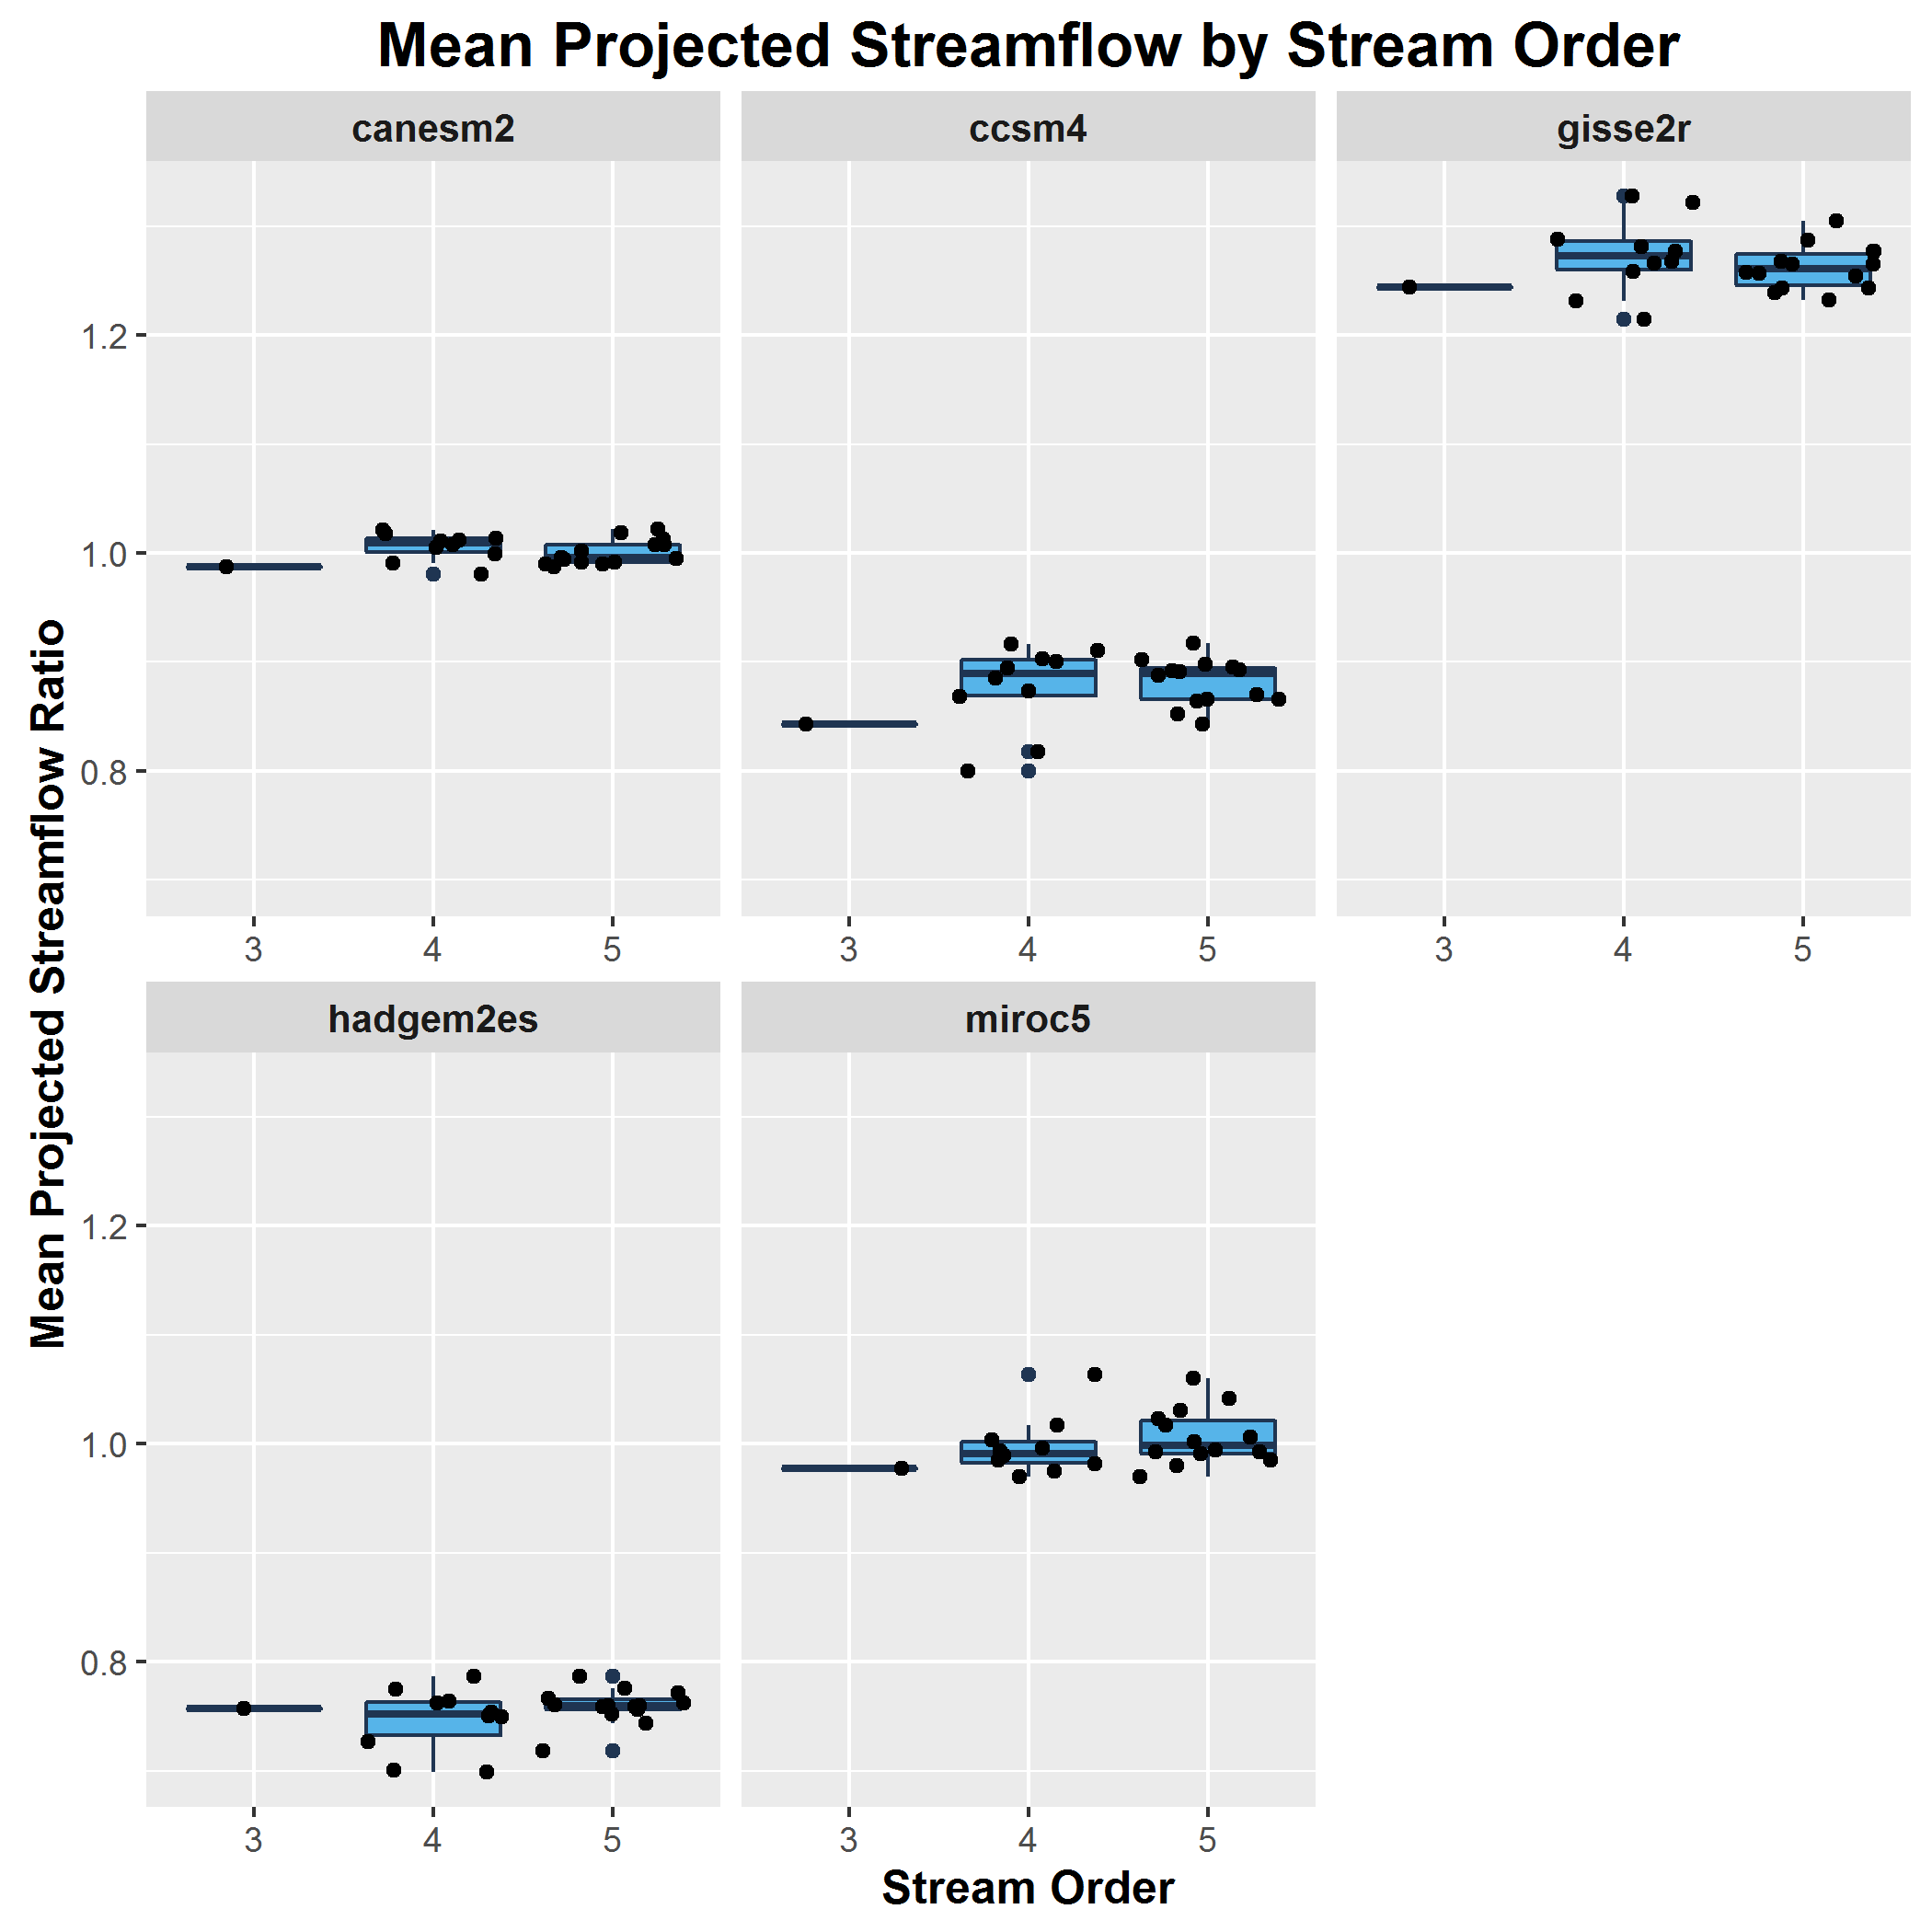 Mean Projected Streamflow by Stream Order
canesm2
ccsm4
gisse2r
1.2
1.0
0.8
3 4 5
3 4 5
3 4 5
Mean Projected Streamflow Ratio
hadgem2es
miroc5
1.2
1.0
0.8
3 4 5
3 4 5
Stream Order